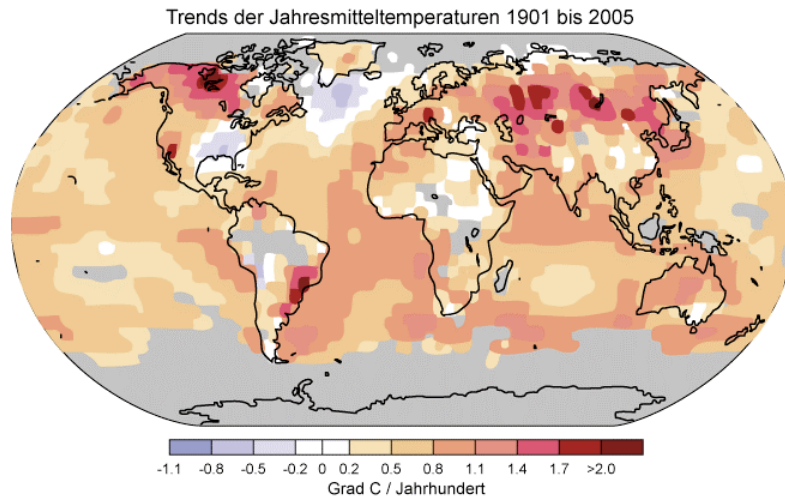 Trends der Jahresmitteltemperaturen 1901 bis 2005
-1.1 -0.8 -0.5 -0.2 0 0.2 0.5 0.8 1.1 1.4 1.7 >2.0
Grad C / Jahrhundert